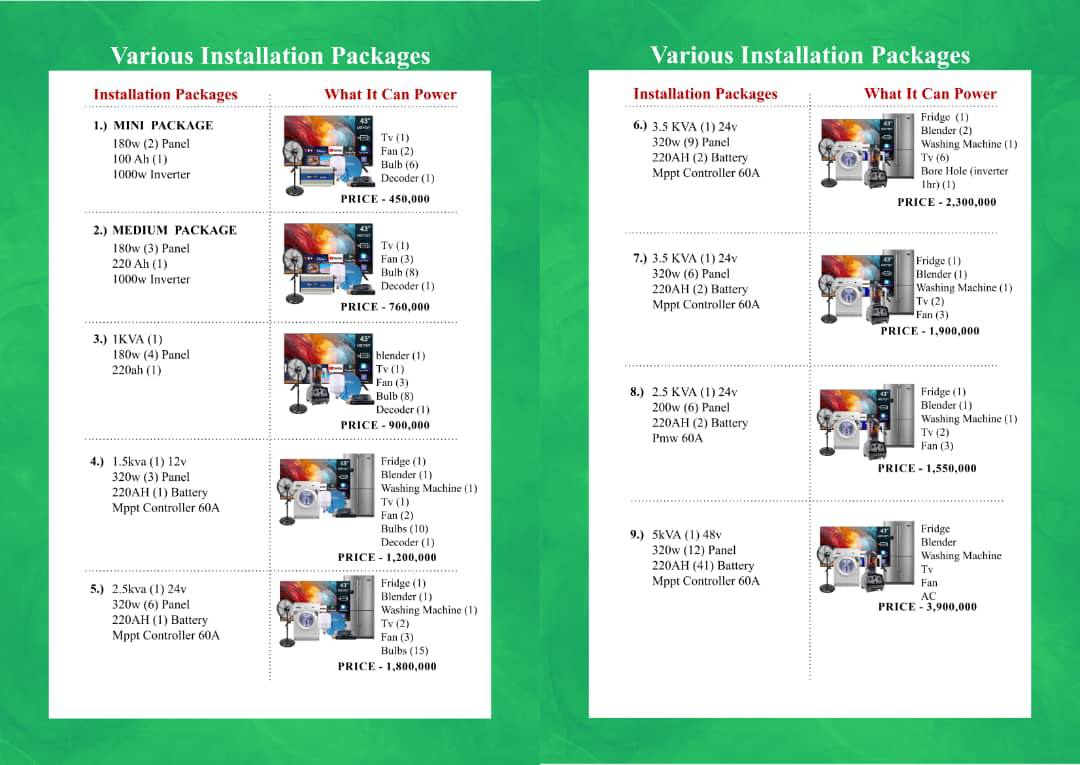 Various Installation Packages
Installation Packages
What It Can Power
1.) MINI PACKAGE
180w (2) Panel
100 Ah (1)
1000w Inverter
43"
Tv (1)
Fan (2)
Bulb (6)
Decoder (1)
PRICE - 450,000
2.) MEDIUM PACKAGE
180w (3) Panel
220 Ah (1)
1000w Inverter
43"
Tv (1)
Fan (3)
Bulb (8)
Decoder (1)
PRICE - 760,000
3.) 1KVA (1)
180w (4) Panel
220ah (1)
43"
blender (1)
Tv (1)
Fan (3)
Bulb (8)
Decoder (1)
PRICE - 900,000
4.) 1.5kva (1) 12v
320w (3) Panel
220AH (1) Battery
Mppt Controller 60A
43"
Fridge (1)
Blender (1)
Washing Machine (1)
Tv (1)
Fan (2)
Bulbs (10)
Decoder (1)
PRICE - 1,200,000
5.) 2.5kva (1) 24v
320w (6) Panel
220AH (1) Battery
Mppt Controller 60A
43"
Fridge (1)
Blender (1)
Washing Machine (1)
Tv (2)
Fan (3)
Bulbs (15)
PRICE - 1,800,000
Various Installation Packages
Installation Packages
What It Can Power
6.) 3.5 KVA (1) 24v
320w (9) Panel
220AH (2) Battery
Mppt Controller 60A
43"
Fridge (1)
Blender (2)
Washing Machine (1)
Tv (6)
Bore Hole (inverter
1hr) (1)
PRICE - 2,300,000
7.) 3.5 KVA (1) 24v
320w (6) Panel
220AH (2) Battery
Mppt Controller 60A
43"
Fridge (1)
Blender (1)
Washing Machine (1)
Tv (2)
Fan (3)
PRICE - 1,900,000
8.) 2.5 KVA (1) 24v
200w (6) Panel
220AH (2) Battery
Pmw 60A
43"
Fridge (1)
Blender (1)
Washing Machine (1)
Tv (2)
Fan (3)
PRICE - 1,550,000
9.) 5kVA (1) 48v
320w (12) Panel
220AH (41) Battery
Mppt Controller 60A
43"
Fridge
Blender
Washing Machine
Tv
Fan
AC
PRICE - 3,900,000